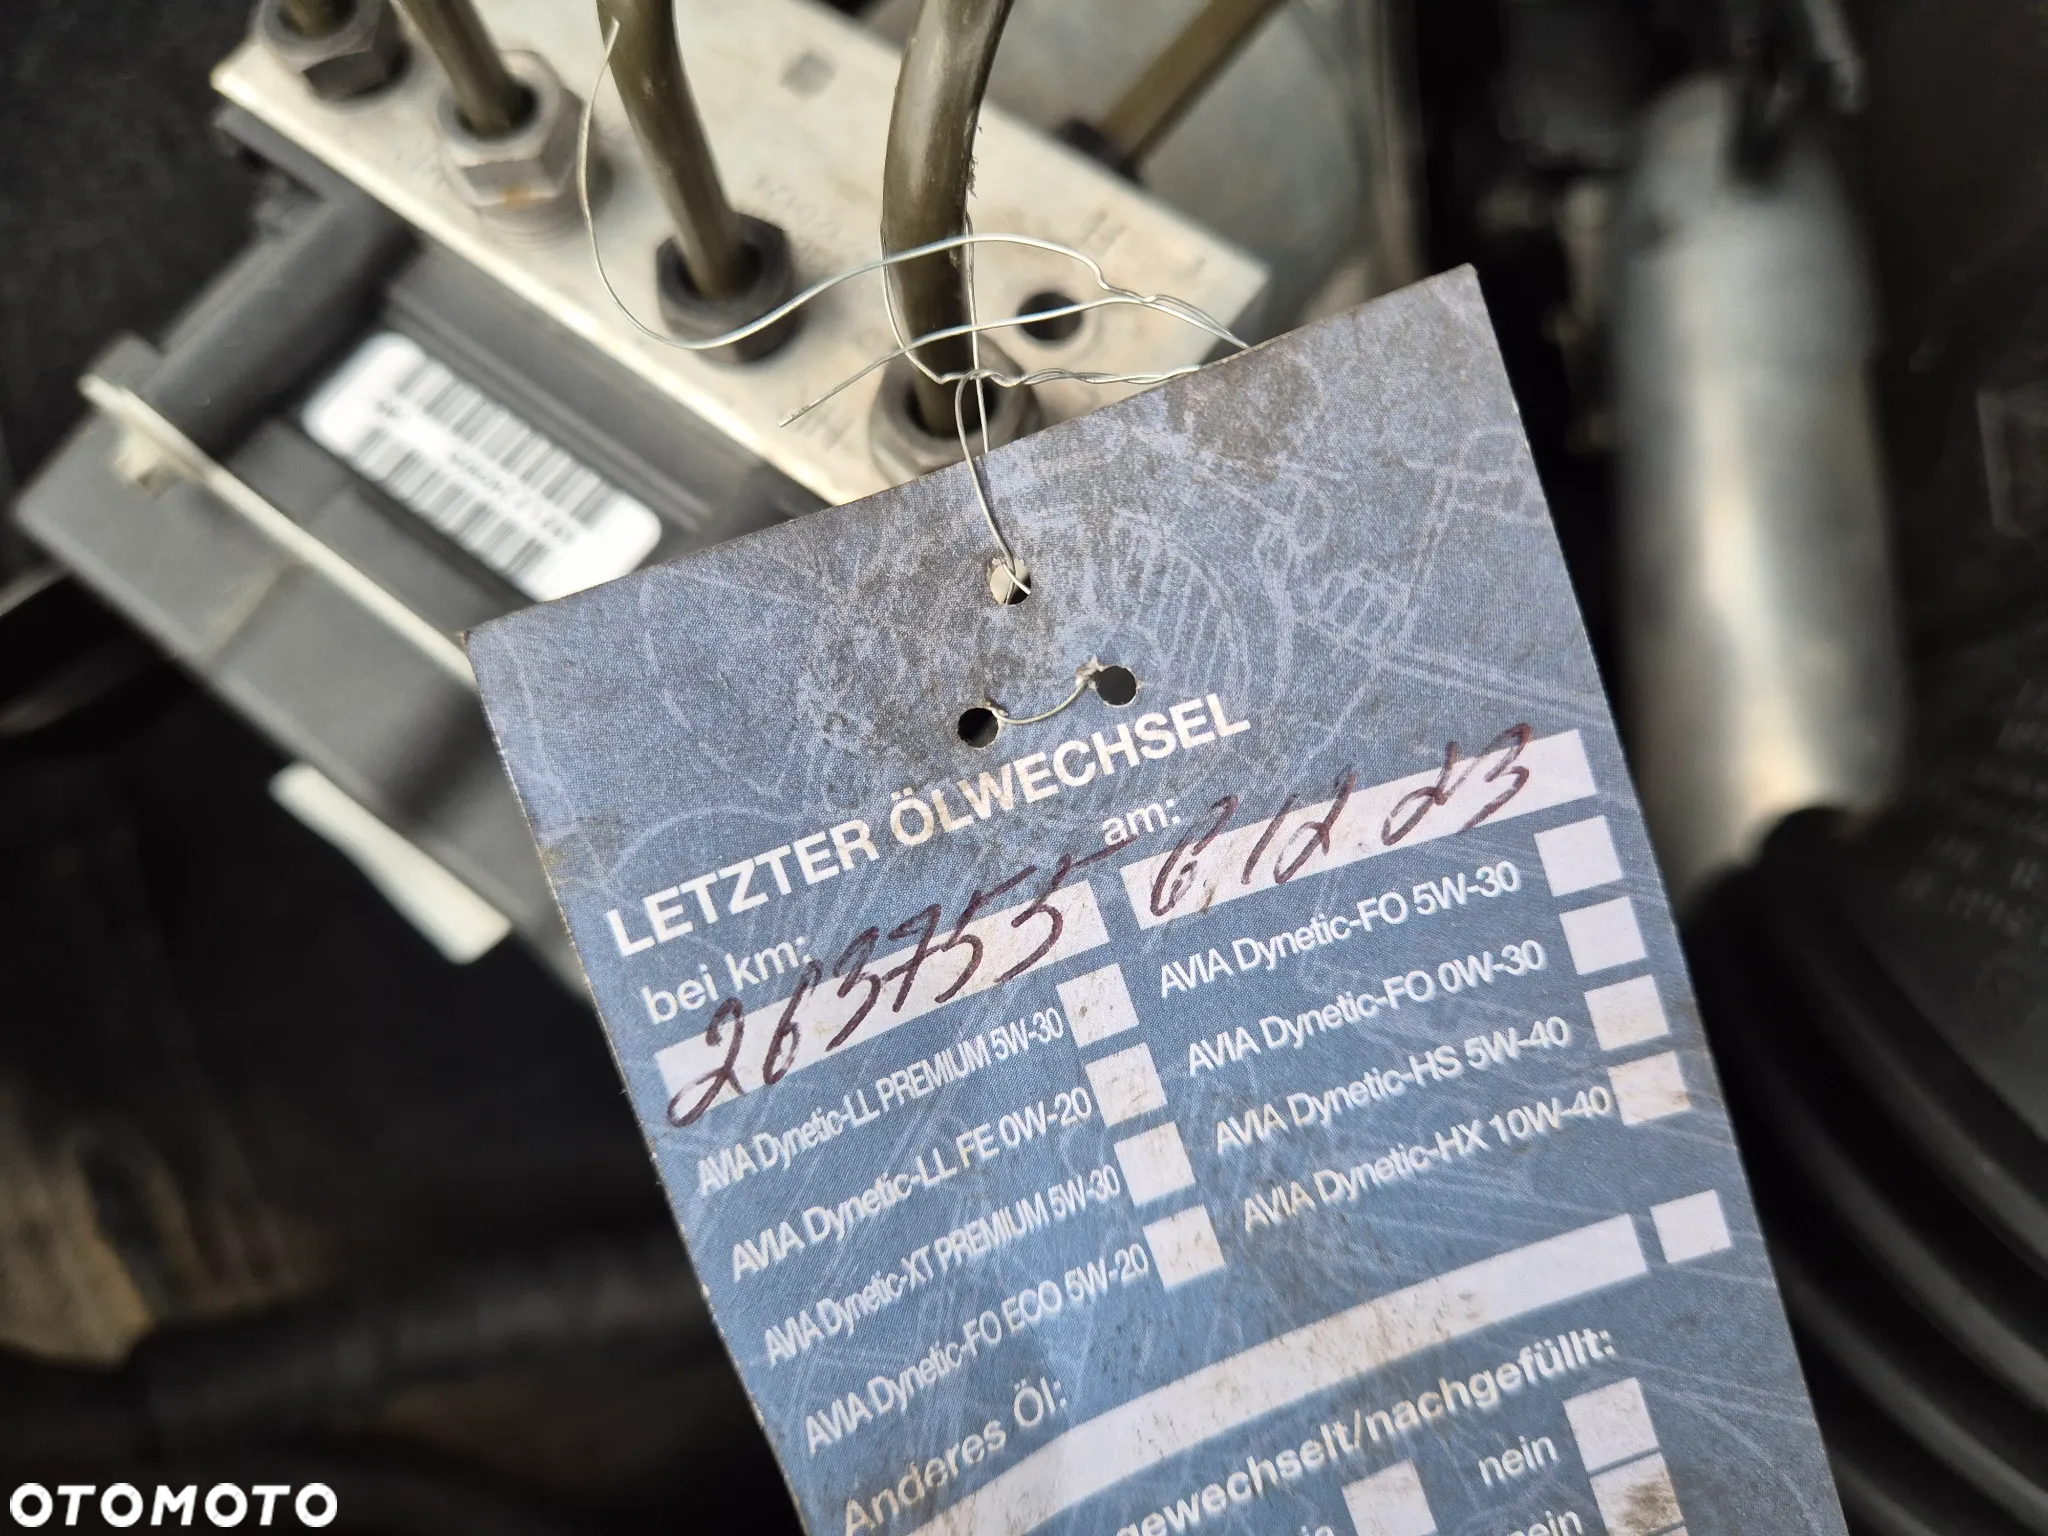 LETZTER ÖLWECHSEL
bei km: am:
263755 6.12.23
AVIA Dynetic-LL PREMIUM 5W-30
AVIA Dynetic-LL FE 0W-20
AVIA Dynetic-XT PREMIUM 5W-30
AVIA Dynetic-FO ECO 5W-20
AVIA Dynetic-FO 5W-30
AVIA Dynetic-FO 0W-30
AVIA Dynetic-HS 5W-40
AVIA Dynetic-HX 10W-40
Anderes Öl:
gewechselt/nachgefüllt:
nein
nein
OTOMOTO